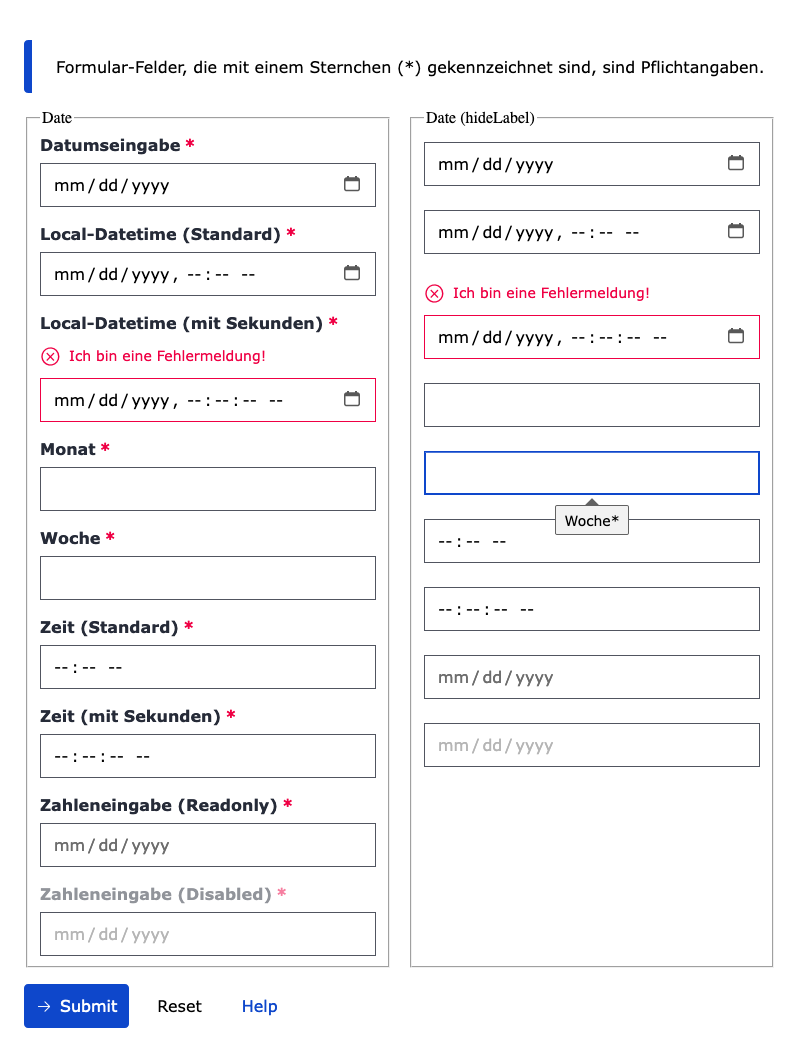 Formular-Felder, die mit einem Sternchen (*) gekennzeichnet sind, sind Pflichtangaben.
Date
Datumseingabe *
mm/dd/yyyy
Local-Datetime (Standard) *
mm/dd/yyyy, --:-- --
Local-Datetime (mit Sekunden) *
Ich bin eine Fehlermeldung!
mm/dd/yyyy, --:--:-- --
Monat *
Woche *
Zeit (Standard) *
--:-- --
Zeit (mit Sekunden) *
--:--:-- --
Zahleneingabe (Readonly) *
mm/dd/yyyy
Zahleneingabe (Disabled) *
mm/dd/yyyy
Date (hideLabel)
mm/dd/yyyy
mm/dd/yyyy, --:-- --
Ich bin eine Fehlermeldung!
mm/dd/yyyy, --:--:-- --
Woche*
--:-- --
--:--:-- --
mm/dd/yyyy
mm/dd/yyyy
Submit
Reset
Help